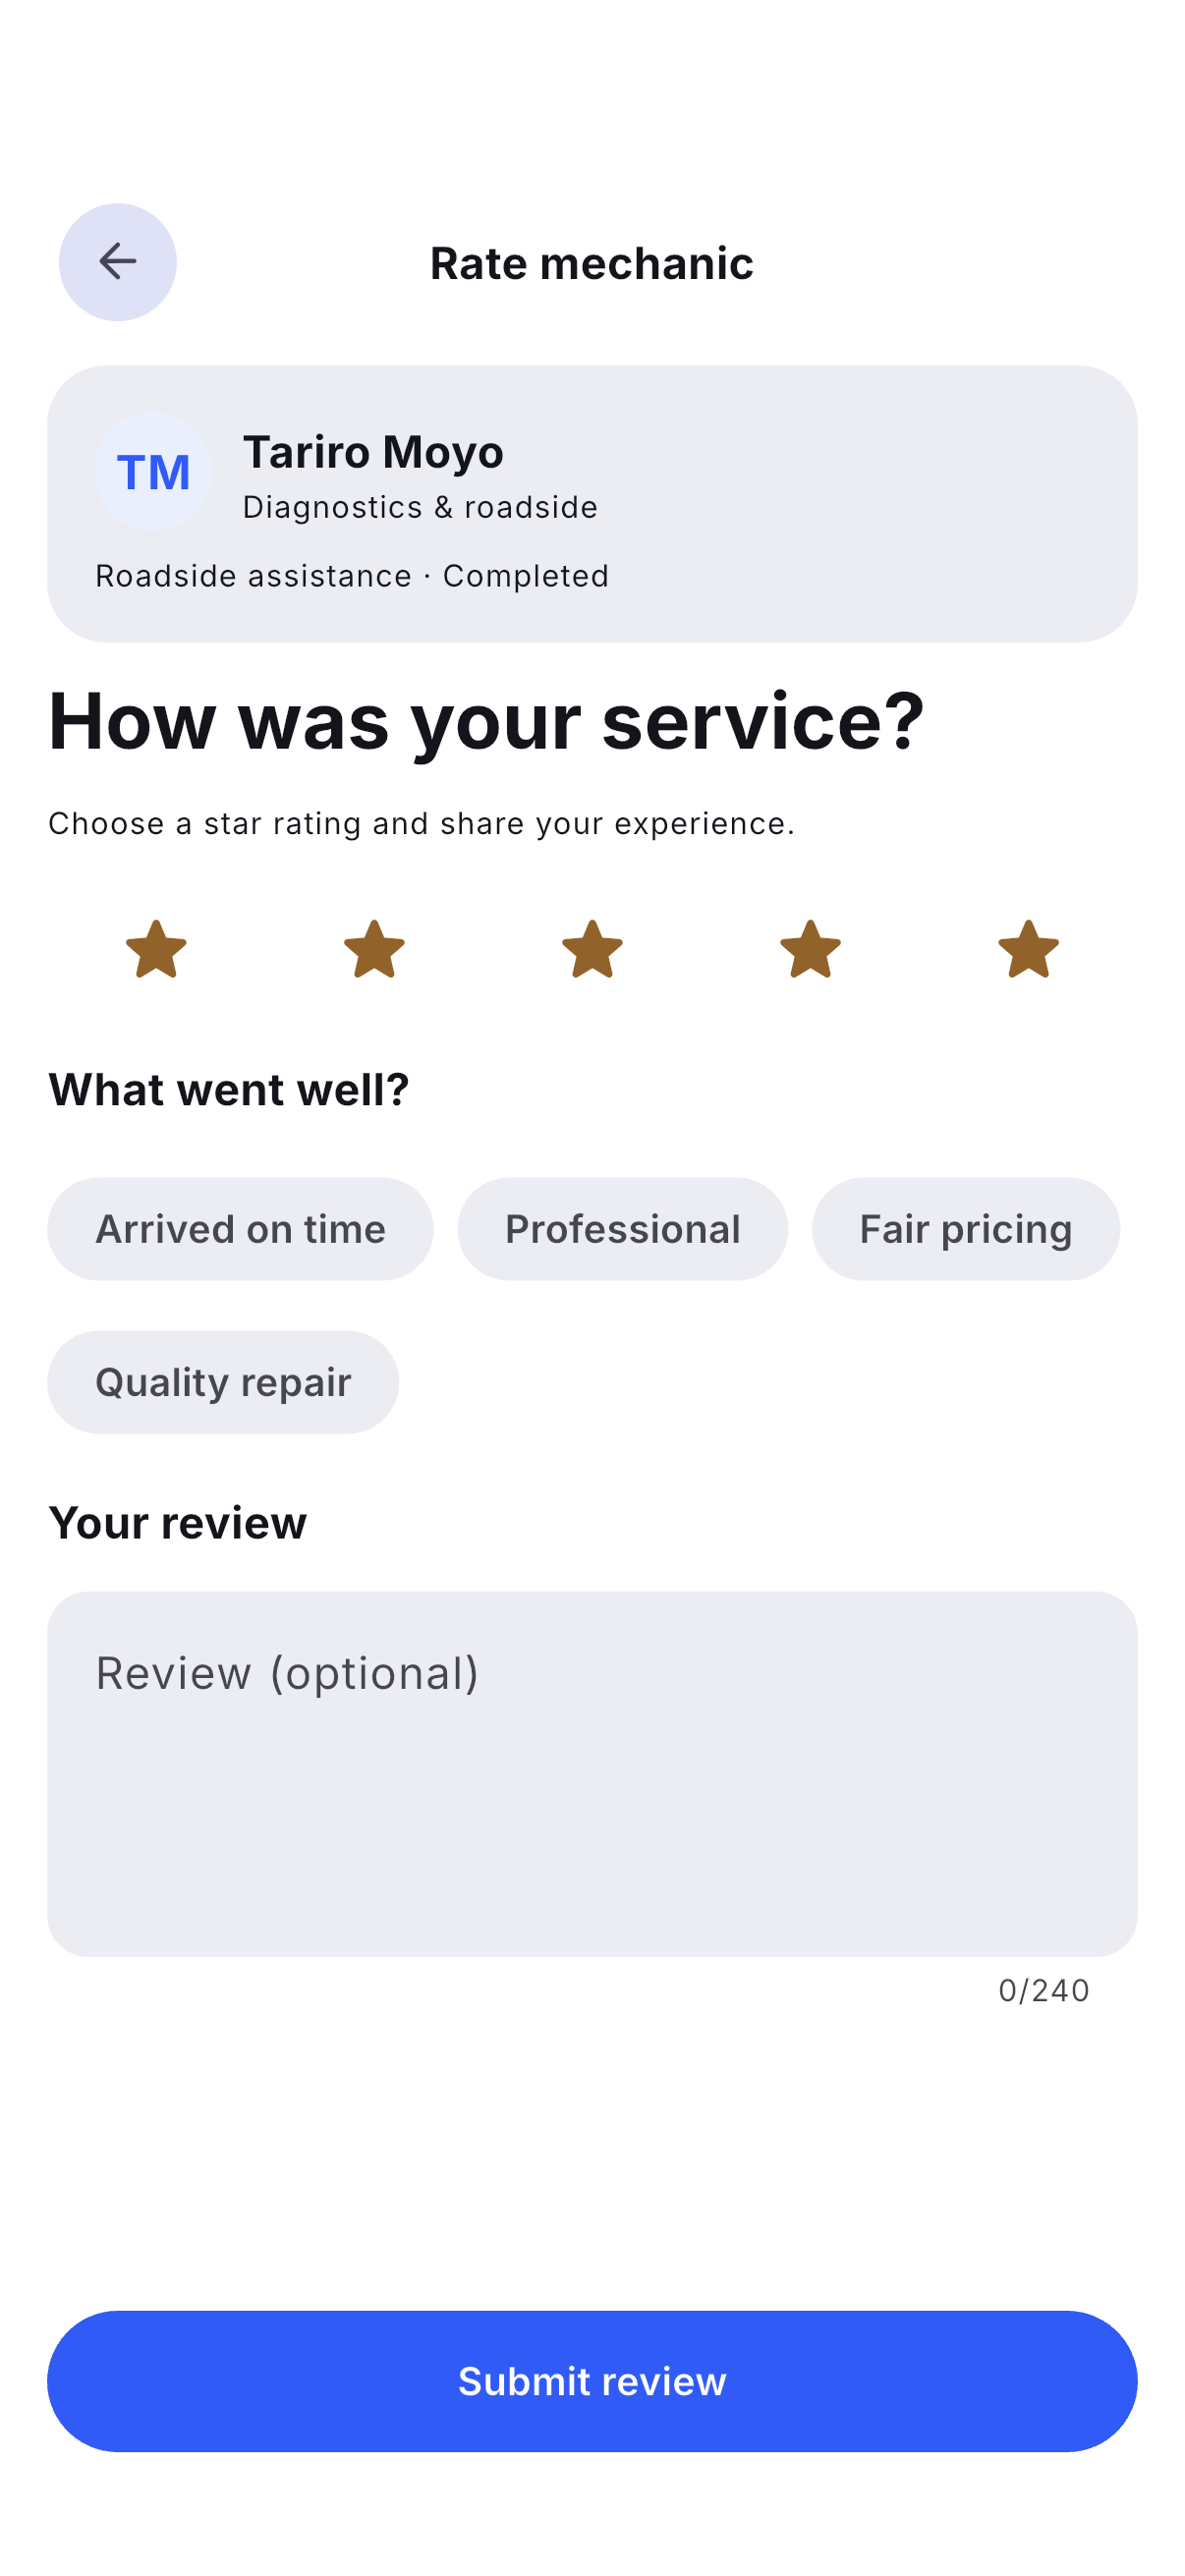 Rate mechanic
TM
Tariro Moyo
Diagnostics & roadside
Roadside assistance · Completed
How was your service?
Choose a star rating and share your experience.
What went well?
Arrived on time
Professional
Fair pricing
Quality repair
Your review
Review (optional)
0/240
Submit review